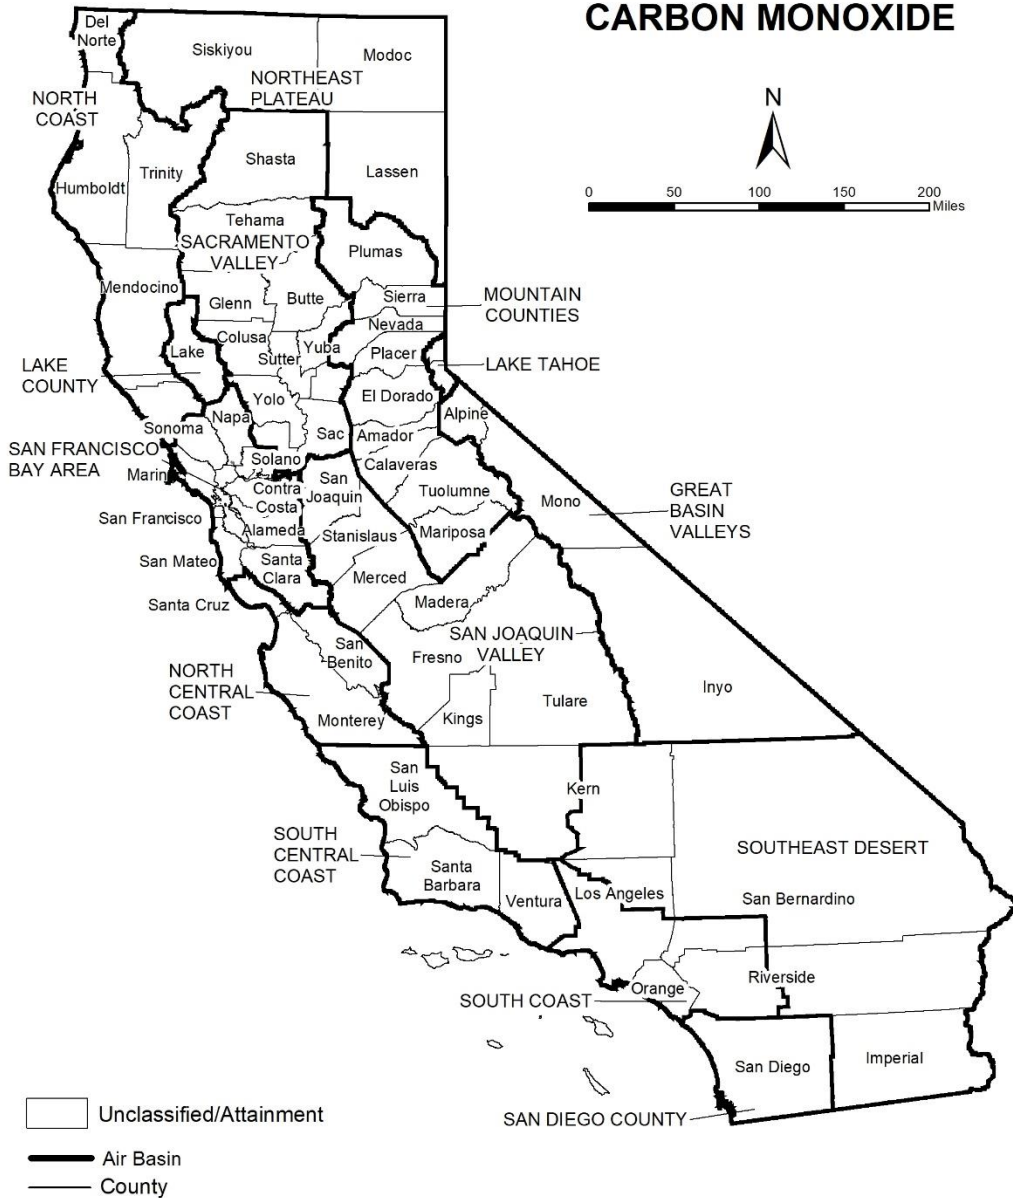 CARBON MONOXIDE
Del
Norte
Siskiyou
Modoc
NORTHEAST
PLATEAU
NORTH
COAST
N
Shasta
Trinity
Lassen
Humboldt
0 50 100 150 200
Miles
Tehama
SACRAMENTO
VALLEY
Plumas
Mendocino
Glenn
Butte
Sierra
MOUNTAIN
COUNTIES
Nevada
Colusa
Sutter
Yuba
Placer
Lake
LAKE
COUNTY
LAKE TAHOE
Yolo
El Dorado
Napa
Alpine
Sonoma
Sac
Amador
SAN FRANCISCO
BAY AREA
Solano
Calaveras
Marin
San
Joaquin
Contra
Costa
Tuolumne
Mono
GREAT
BASIN
VALLEYS
San Francisco
Alameda
Stanislaus
Mariposa
San Mateo
Santa
Clara
Merced
Santa Cruz
Madera
SAN JOAQUIN
VALLEY
San
Benito
Fresno
NORTH
CENTRAL
COAST
Inyo
Tulare
Monterey
Kings
San
Luis
Obispo
Kern
SOUTH
CENTRAL
COAST
SOUTHEAST DESERT
Santa
Barbara
Ventura
Los Angeles
San Bernardino
Riverside
Orange
SOUTH COAST
San Diego
Imperial
SAN DIEGO COUNTY
Unclassified/Attainment
Air Basin
County